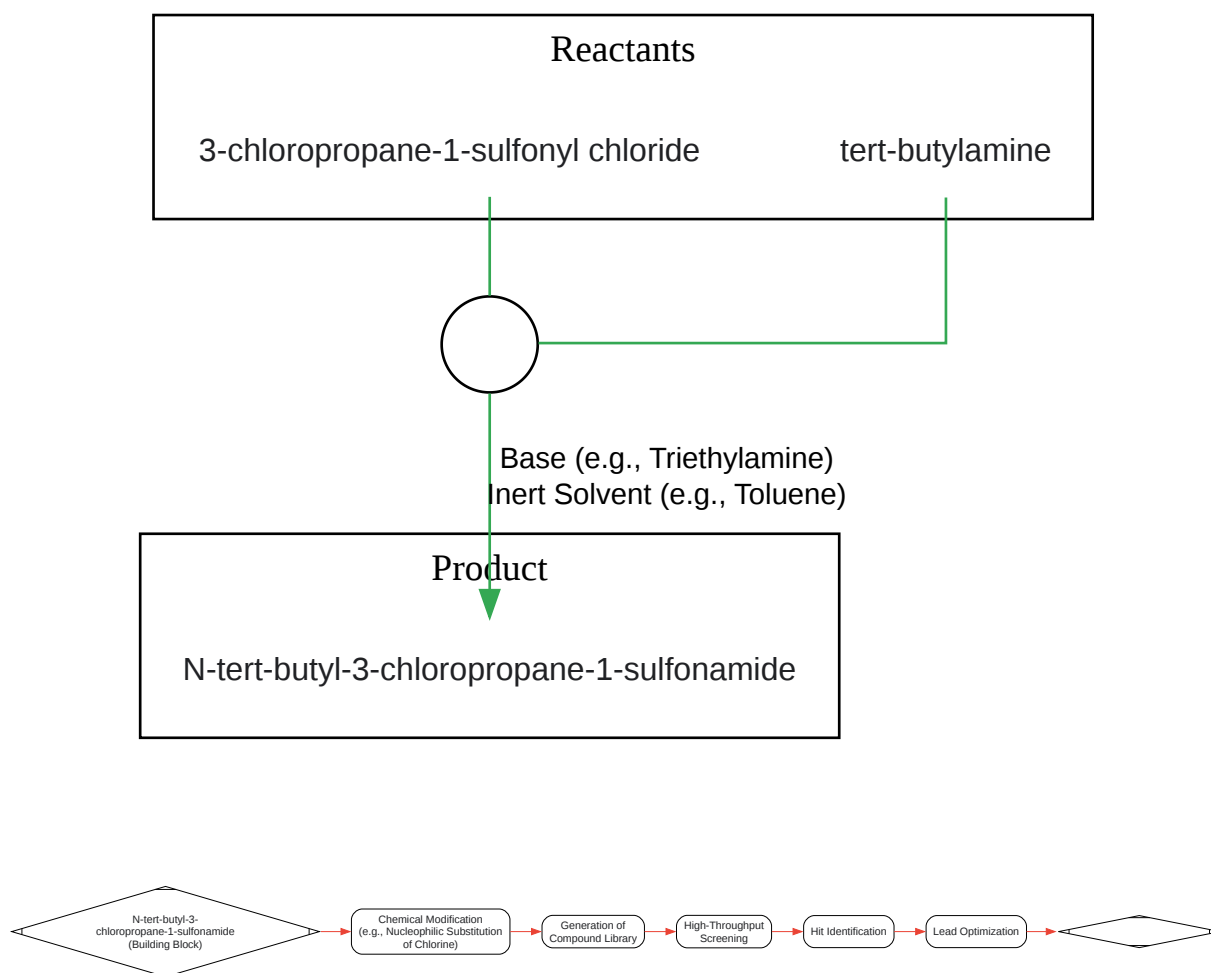 Reactants
3-chloropropane-1-sulfonyl chloride
tert-butylamine
Base (e.g., Triethylamine)
Inert Solvent (e.g., Toluene)
Product
N-tert-butyl-3-chloropropane-1-sulfonamide
N-tert-butyl-3-
chloropropane-1-sulfonamide
(Building Block)
Chemical Modification
(e.g., Nucleophilic Substitution
of Chlorine)
Generation of
Compound Library
High-Throughput
Screening
Hit Identification
Lead Optimization